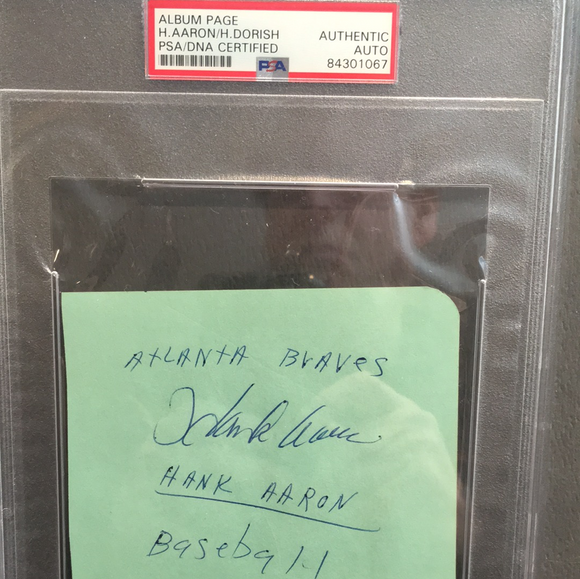 ALBUM PAGE
H.AARON/H.DORISH AUTHENTIC
PSA/DNA CERTIFIED AUTO
PSA 84301067
AtLANtA BrAVes
Hank Aaron
HANK AARON
Baseball